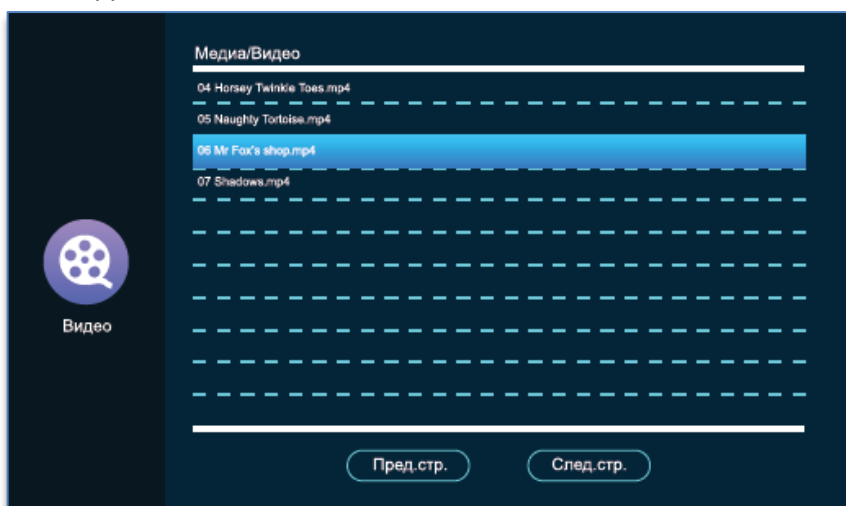 Медиа/Видео
04 Horsey Twinkle Toes.mp4
05 Naughty Tortoise.mp4
06 Mr Fox's shop.mp4
07 Shadows.mp4
Видео
Пред.стр.
След.стр.